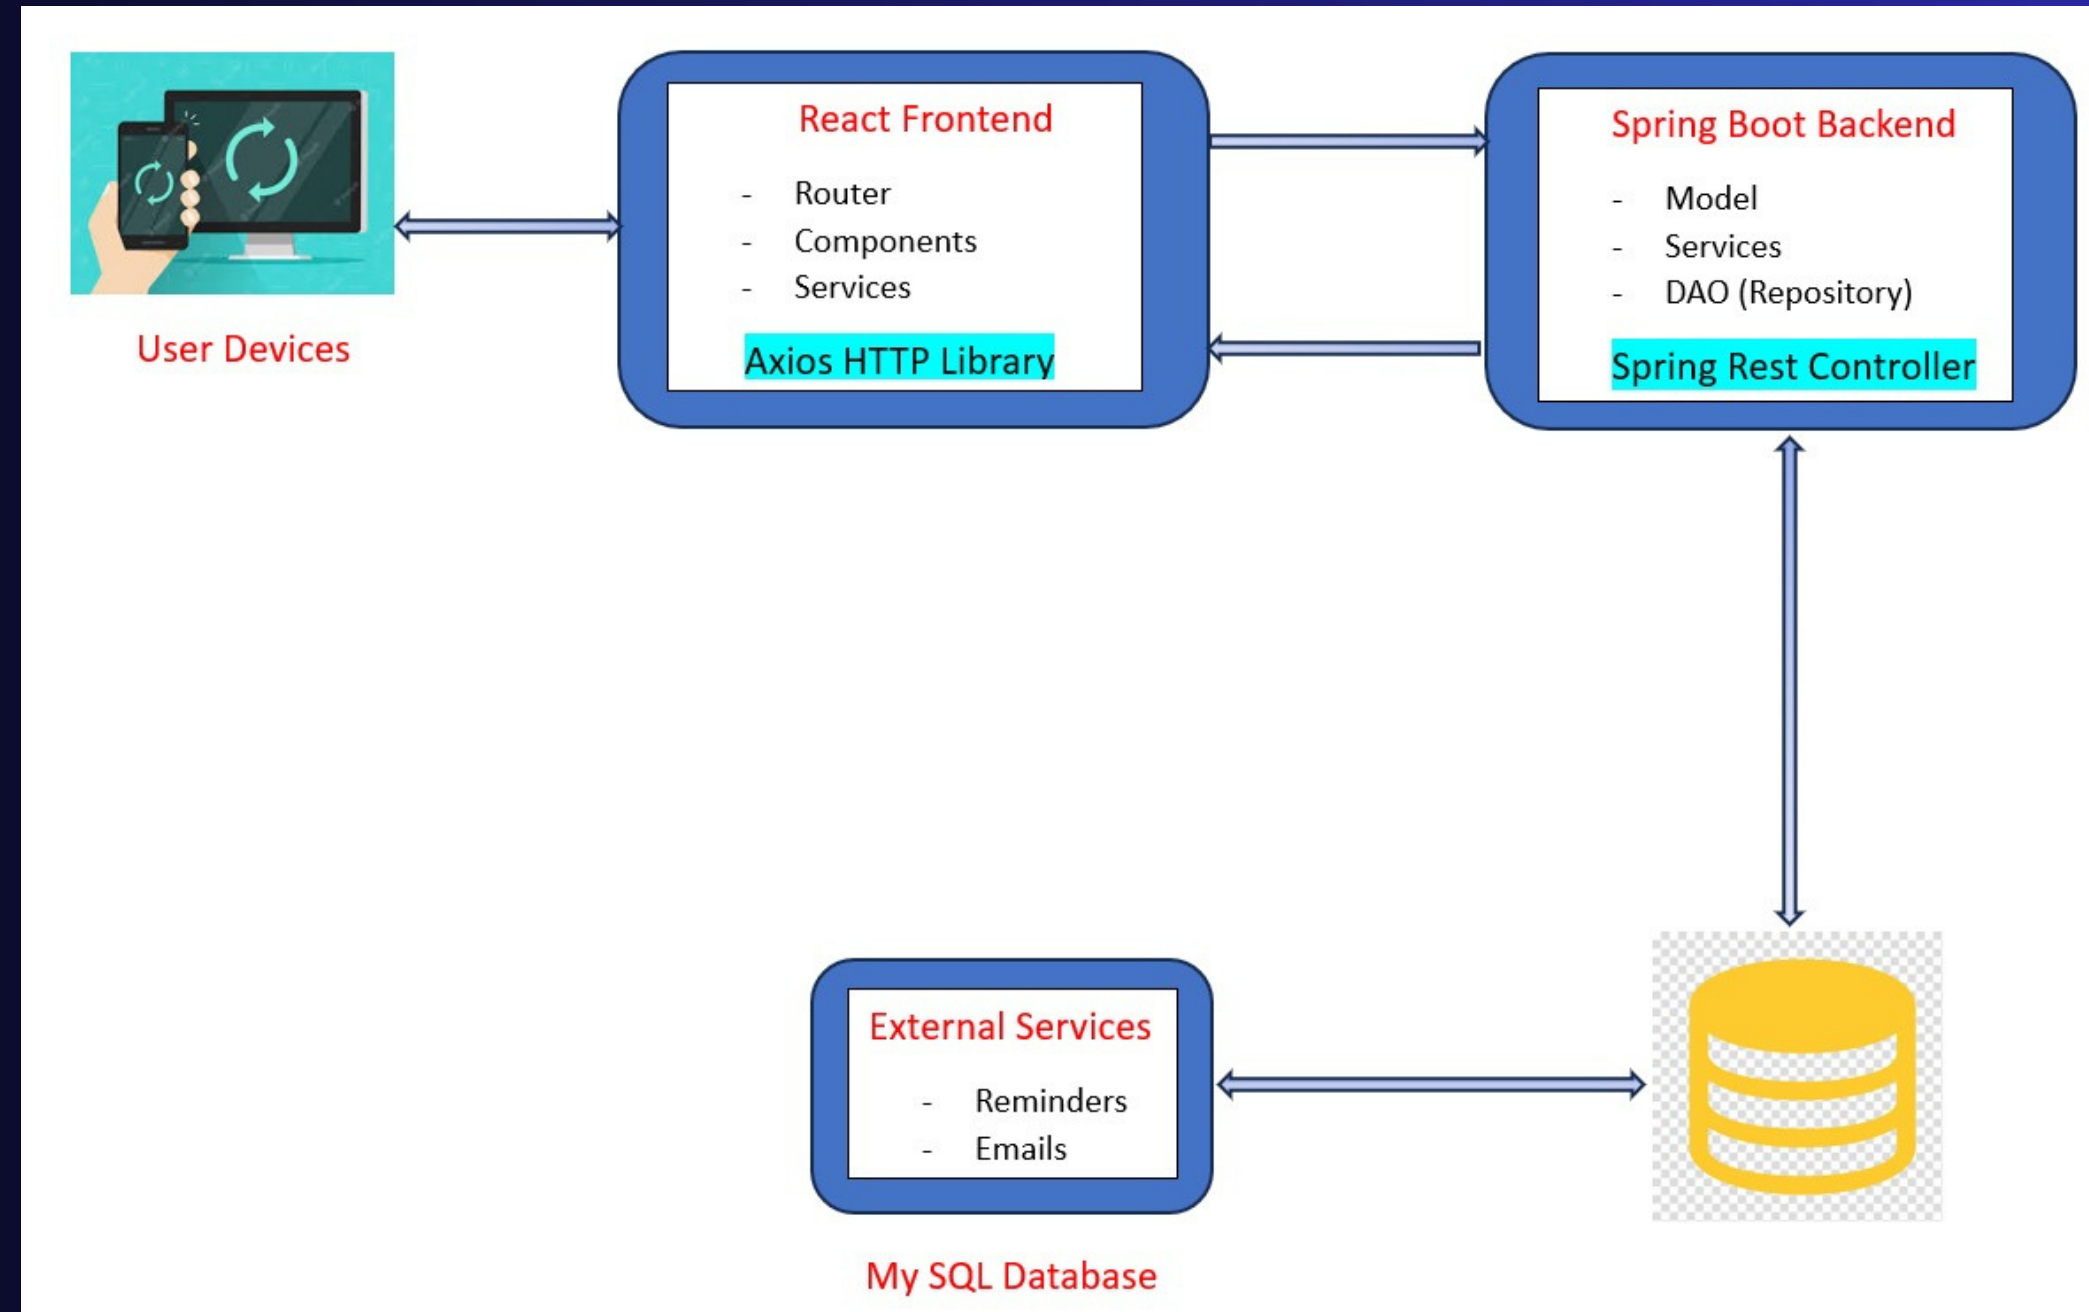 User Devices
React Frontend
- Router
- Components
- Services
Axios HTTP Library
Spring Boot Backend
- Model
- Services
- DAO (Repository)
Spring Rest Controller
External Services
- Reminders
- Emails
My SQL Database